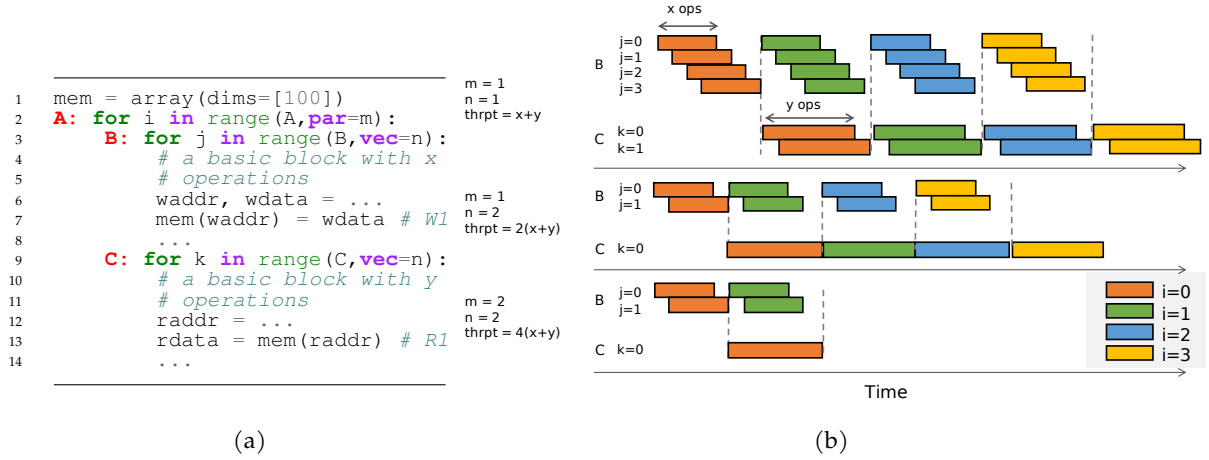 1 mem = array(dims=[100])
2 A: for i in range(A,par=m):
3 B: for j in range(B,vec=n):
4 # a basic block with x
5 # operations
6 waddr, wdata = ...
7 mem(waddr) = wdata # W1
8 ...
9 C: for k in range(C,vec=n):
10 # a basic block with y
11 # operations
12 raddr = ...
13 rdata = mem(raddr) # R1
14 ...
(a)
m = 1
n = 1
thrpt = x+y
m = 1
n = 2
thrpt = 2(x+y)
m = 2
n = 2
thrpt = 4(x+y)
x ops
B
j=0
j=1
j=2
j=3
y ops
C
k=0
k=1
B
j=0
j=1
C k=0
B
j=0
j=1
C k=0
i=0
i=1
i=2
i=3
Time
(b)